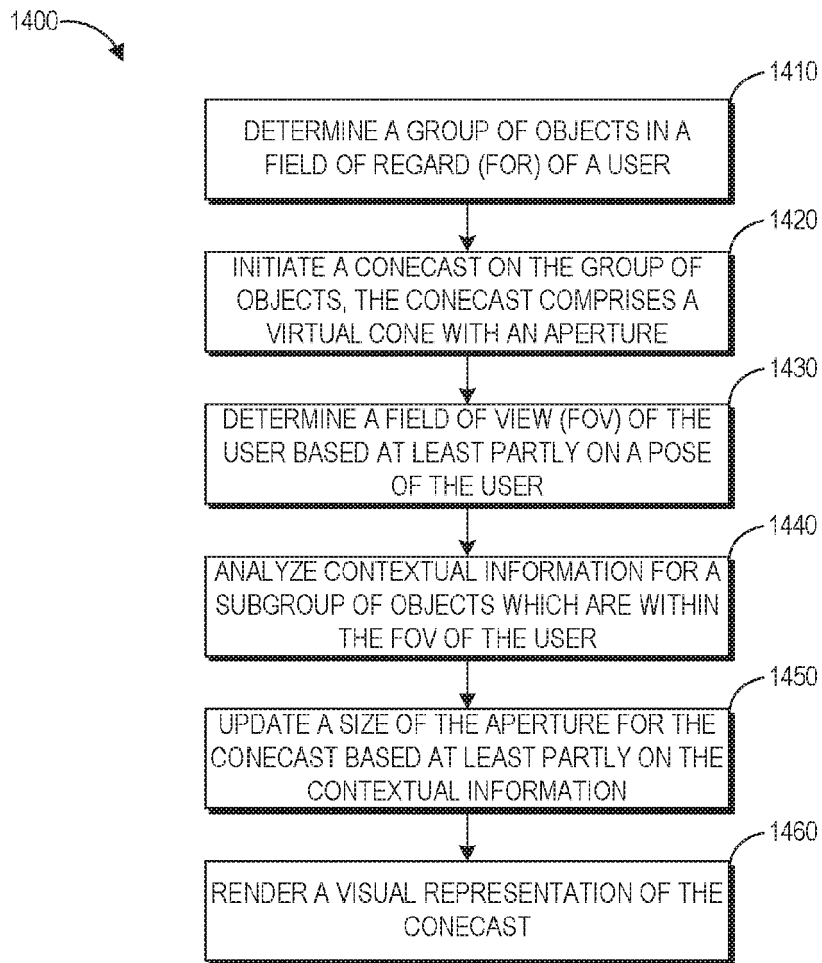 1400
1410
DETERMINE A GROUP OF OBJECTS IN A
FIELD OF REGARD (FOR) OF A USER
1420
INITIATE A CONECAST ON THE GROUP OF
OBJECTS, THE CONECAST COMPRISES A
VIRTUAL CONE WITH AN APERTURE
1430
DETERMINE A FIELD OF VIEW (FOV) OF THE
USER BASED AT LEAST PARTLY ON A POSE
OF THE USER
1440
ANALYZE CONTEXTUAL INFORMATION FOR A
SUBGROUP OF OBJECTS WHICH ARE WITHIN
THE FOV OF THE USER
1450
UPDATE A SIZE OF THE APERTURE FOR THE
CONECAST BASED AT LEAST PARTLY ON THE
CONTEXTUAL INFORMATION
1460
RENDER A VISUAL REPRESENTATION OF THE
CONECAST